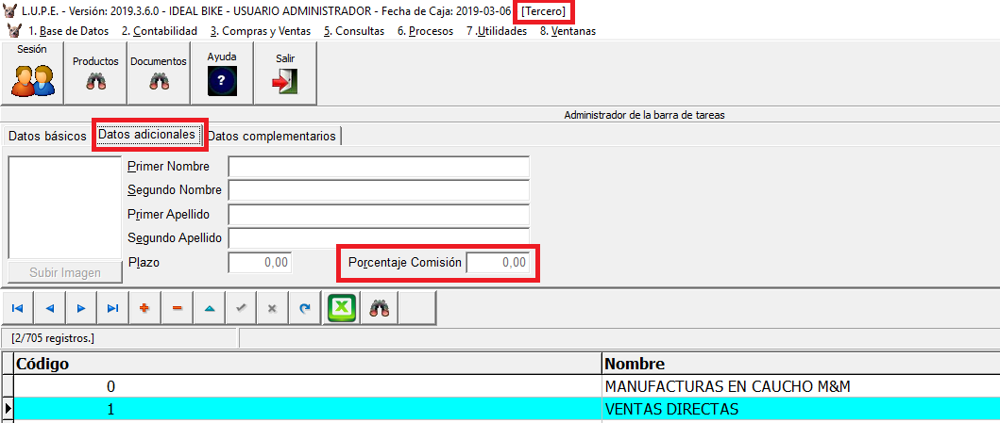 L.U.P.E. - Versión: 2019.3.6.0 - IDEAL BIKE - USUARIO ADMINISTRADOR - Fecha de Caja: 2019-03-06 [Tercero]
1. Base de Datos 2. Contabilidad 3. Compras y Ventas 5. Consultas 6. Procesos 7 .Utilidades 8. Ventanas
Sesión Productos Documentos Ayuda Salir
?
Administrador de la barra de tareas
Datos básicos Datos adicionales Datos complementarios
Primer Nombre
Segundo Nombre
Primer Apellido
Segundo Apellido
Subir Imagen Plazo 0,00 Porcentaje Comisión 0,00
X
[2/705 registros.]
Código Nombre
0 MANUFACTURAS EN CAUCHO M&M
1 VENTAS DIRECTAS